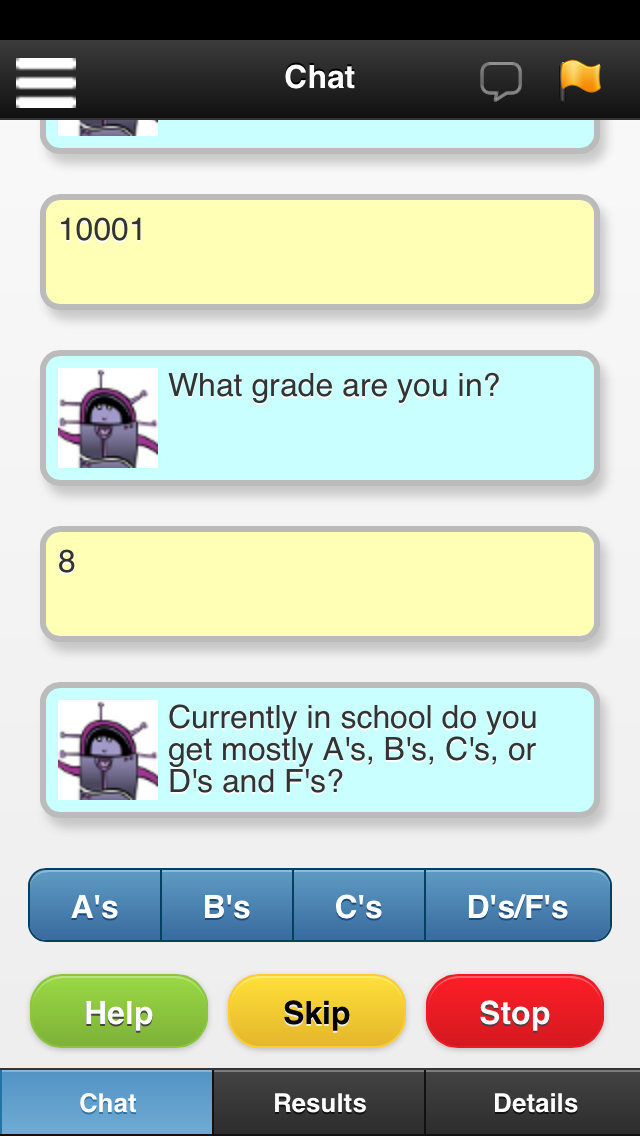 Chat
10001
What grade are you in?
8
Currently in school do you
get mostly A's, B's, C's, or
D's and F's?
A's B's C's D's/F's
Help Skip Stop
Chat Results Details